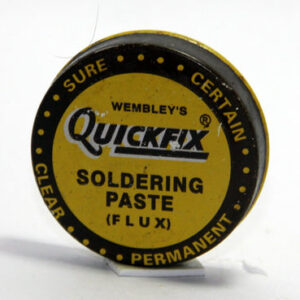 SURE
CERTAIN
WEMBLEY'S
QUICKFIX®
SOLDERING
PASTE
(FLUX)
CLEAR
PERMANENT